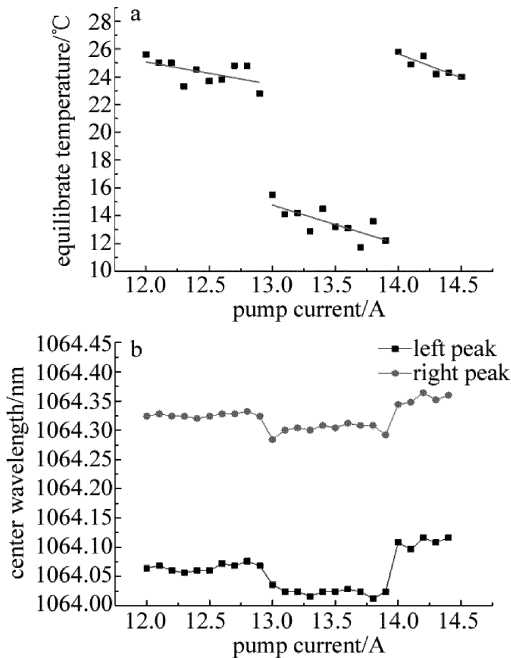 a
equilibrate temperature/℃
28
26
24
22
20
18
16
14
12
10
12.0 12.5 13.0 13.5 14.0 14.5
pump current/A
b
left peak
right peak
center wavelength/nm
1064.45
1064.40
1064.35
1064.30
1064.25
1064.20
1064.15
1064.10
1064.05
1064.00
12.0 12.5 13.0 13.5 14.0 14.5
pump current/A